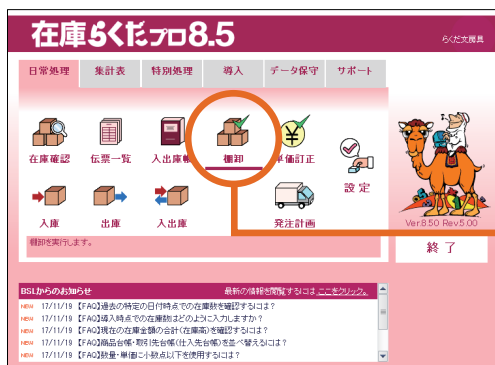 在庫らくだプロ8.5
らくだ文房具
日常処理 集計表 特別処理 導入 データ保守 サポート
在庫確認 伝票一覧 入出庫帳 棚卸 単価訂正
設定
入庫 出庫 入出庫 発注計画
Ver.8.50 Rev5.00
棚卸を実行します。
終了
BSLからのお知らせ 最新の情報を閲覧するには、ここをクリック。
NEW 17/11/19 【FAQ】過去の特定の日付時点での在庫数を確認するには?
NEW 17/11/19 【FAQ】導入時点での在庫数はどのように入力しますか?
NEW 17/11/19 【FAQ】現在の在庫金額の合計(在庫高)を確認するには?
NEW 17/11/19 【FAQ】商品台帳・取引先台帳(仕入先台帳)を並べ替えるには?
NEW 17/11/19 【FAQ】数量・単価に小数点以下を使用するには?